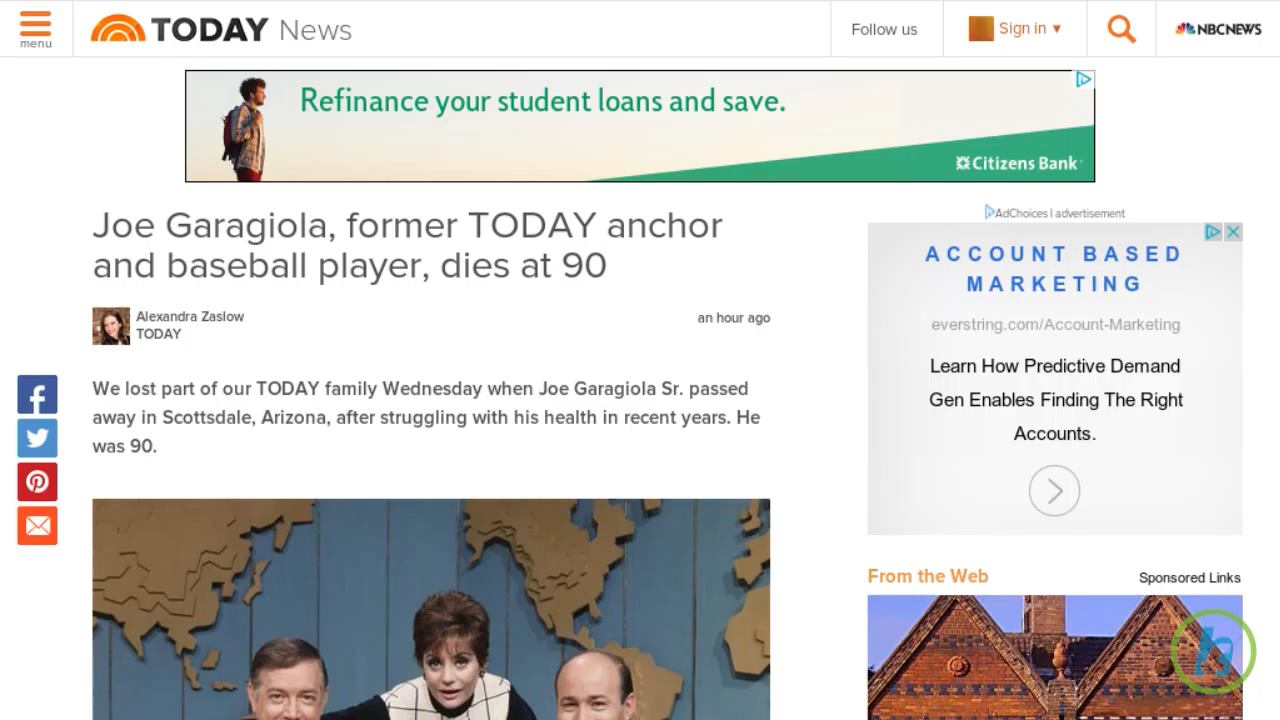 menu
TODAY News
Follow us
Sign in ▾
NBCNEWS
Refinance your student loans and save.
Citizens Bank
Joe Garagiola, former TODAY anchor
and baseball player, dies at 90
Alexandra Zaslow
TODAY
an hour ago
We lost part of our TODAY family Wednesday when Joe Garagiola Sr. passed
away in Scottsdale, Arizona, after struggling with his health in recent years. He
was 90.
AdChoices | advertisement
ACCOUNT BASED
MARKETING
everstring.com/Account-Marketing
Learn How Predictive Demand
Gen Enables Finding The Right
Accounts.
From the Web
Sponsored Links